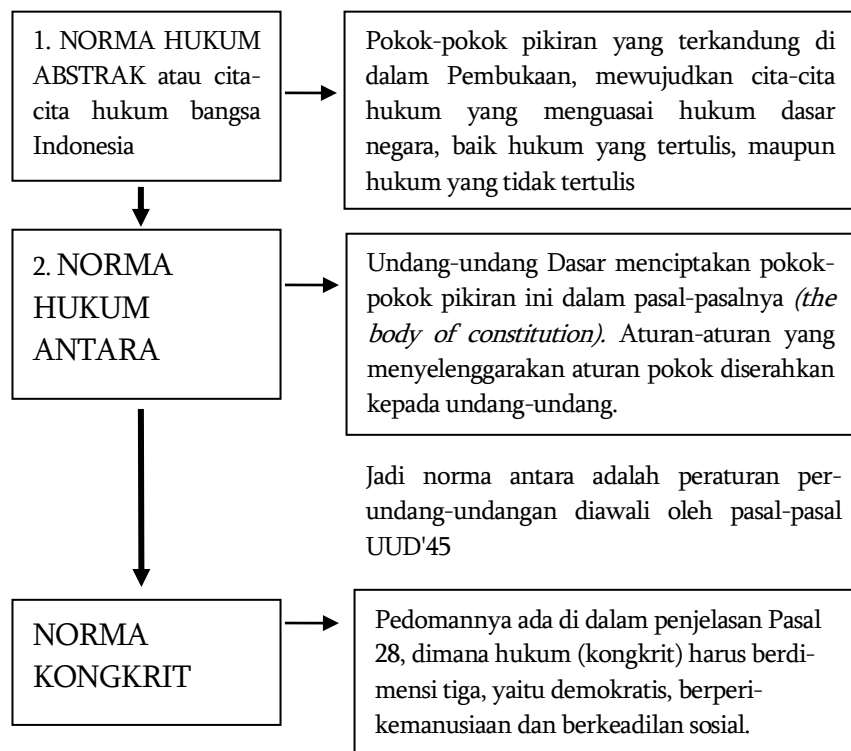 1. NORMA HUKUM
ABSTRAK atau cita-
cita hukum bangsa
Indonesia
Pokok-pokok pikiran yang terkandung di
dalam Pembukaan, mewujudkan cita-cita
hukum yang menguasai hukum dasar
negara, baik hukum yang tertulis, maupun
hukum yang tidak tertulis
2. NORMA
HUKUM
ANTARA
Undang-undang Dasar menciptakan pokok-
pokok pikiran ini dalam pasal-pasalnya (the
body of constitution). Aturan-aturan yang
menyelenggarakan aturan pokok diserahkan
kepada undang-undang.
Jadi norma antara adalah peraturan per-
undang-undangan diawali oleh pasal-pasal
UUD'45
NORMA
KONGKRIT
Pedomannya ada di dalam penjelasan Pasal
28, dimana hukum (kongkrit) harus berdi-
mensi tiga, yaitu demokratis, berperi-
kemanusiaan dan berkeadilan sosial.